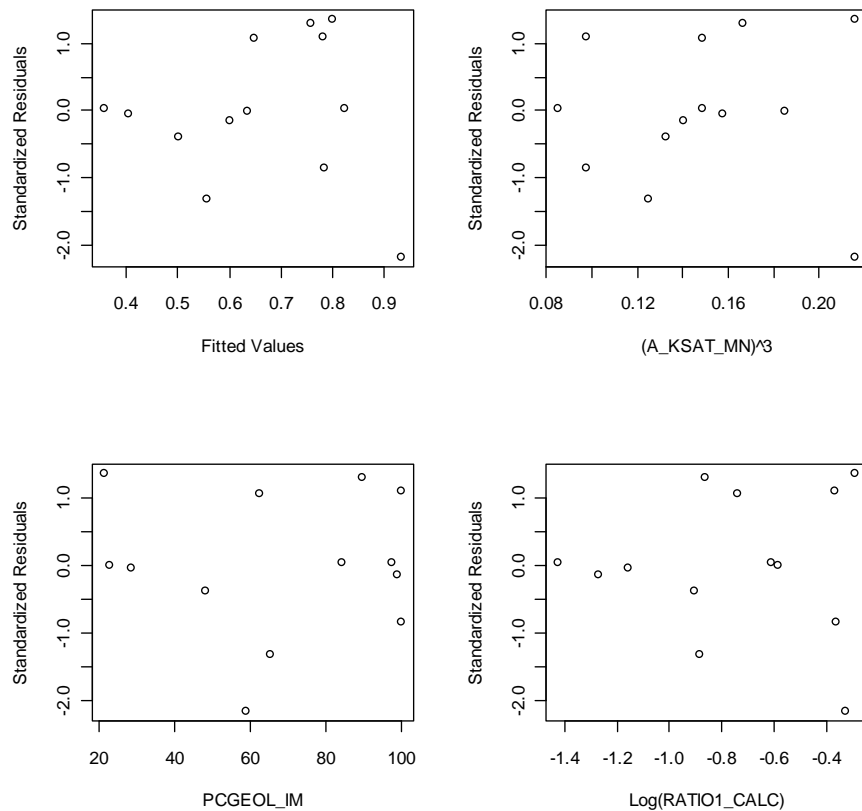 Standardized Residuals
1.0
0.0
-1.0
-2.0
0.4 0.5 0.6 0.7 0.8 0.9
Fitted Values
Standardized Residuals
1.0
0.0
-1.0
-2.0
0.08 0.12 0.16 0.20
(A_KSAT_MN)^3
Standardized Residuals
1.0
0.0
-1.0
-2.0
20 40 60 80 100
PCGEOL_IM
Standardized Residuals
1.0
0.0
-1.0
-2.0
-1.4 -1.2 -1.0 -0.8 -0.6 -0.4
Log(RATIO1_CALC)